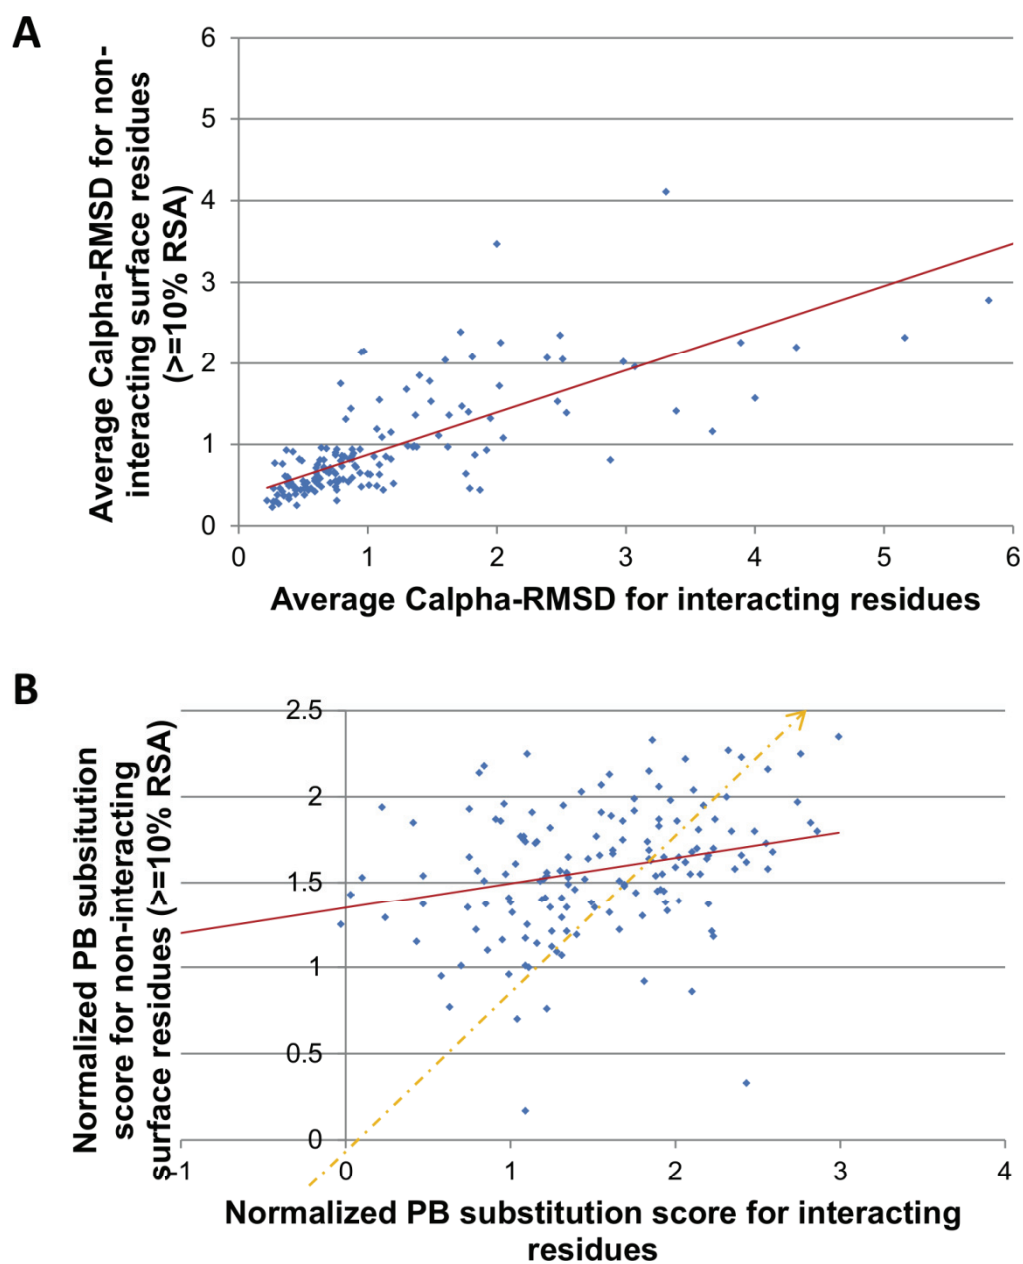 A
Average Calpha-RMSD for non-
interacting surface residues
(>=10% RSA)
6
5
4
3
2
1
0
0 1 2 3 4 5 6
Average Calpha-RMSD for interacting residues
B
Normalized PB subsitution
score for non-interacting
surface residues (>=10% RSA)
2.5
2
1.5
1
0.5
0
-1 0 1 2 3 4
Normalized PB substitution score for interacting
residues